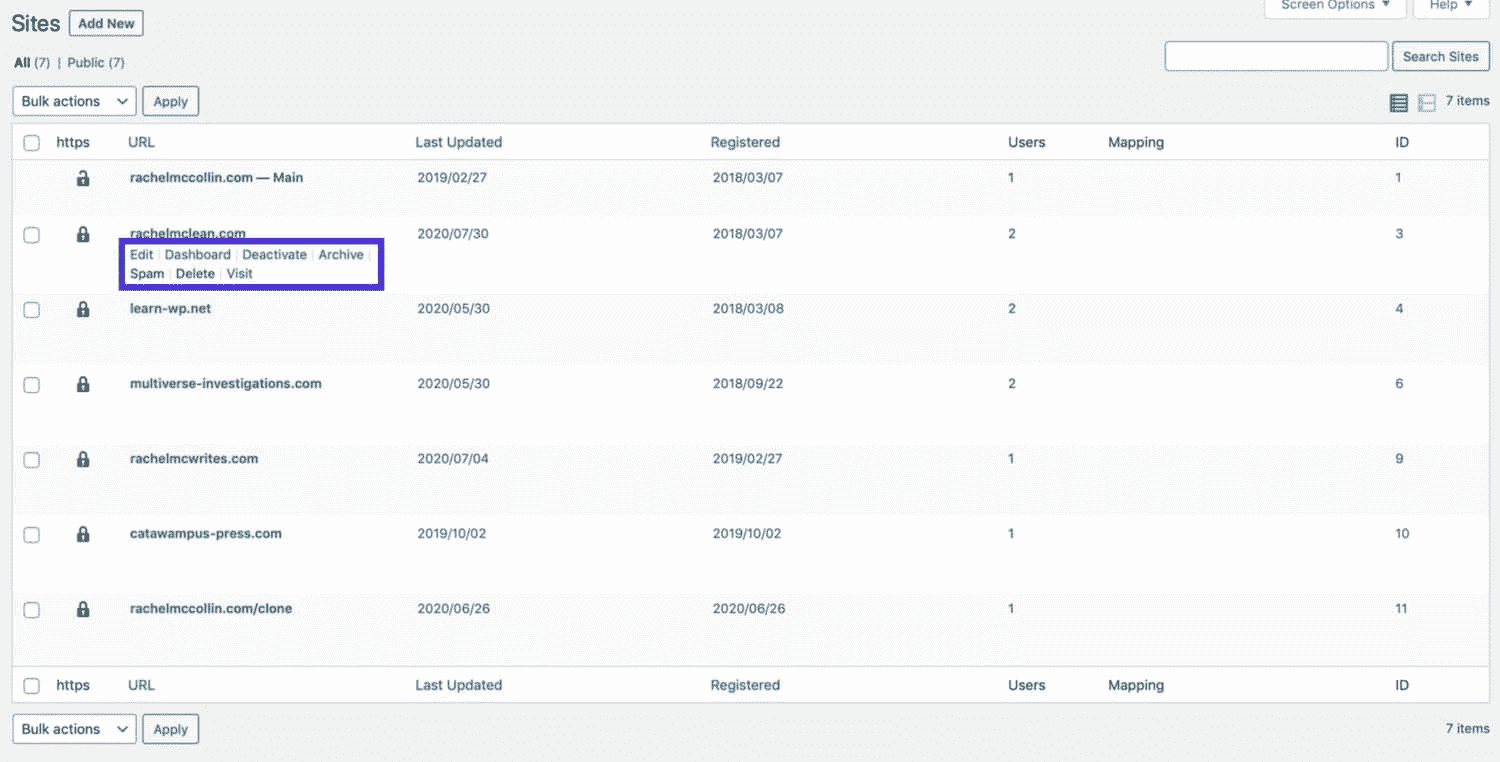 Screen Options ▼ Help ▼
Sites Add New
All (7) | Public (7)
Search Sites
Bulk actions Apply
7 items
https URL Last Updated Registered Users Mapping ID
rachelmccollin.com — Main 2019/02/27 2018/03/07 1 1
rachelmclean.com 2020/07/30 2018/03/07 2 3
Edit | Dashboard | Deactivate | Archive |
Spam | Delete | Visit
learn-wp.net 2020/05/30 2018/03/08 2 4
multiverse-investigations.com 2020/05/30 2018/09/22 2 6
rachelmcwrites.com 2020/07/04 2019/02/27 1 9
catawampus-press.com 2019/10/02 2019/10/02 1 10
rachelmccollin.com/clone 2020/06/26 2020/06/26 1 11
https URL Last Updated Registered Users Mapping ID
Bulk actions Apply
7 items